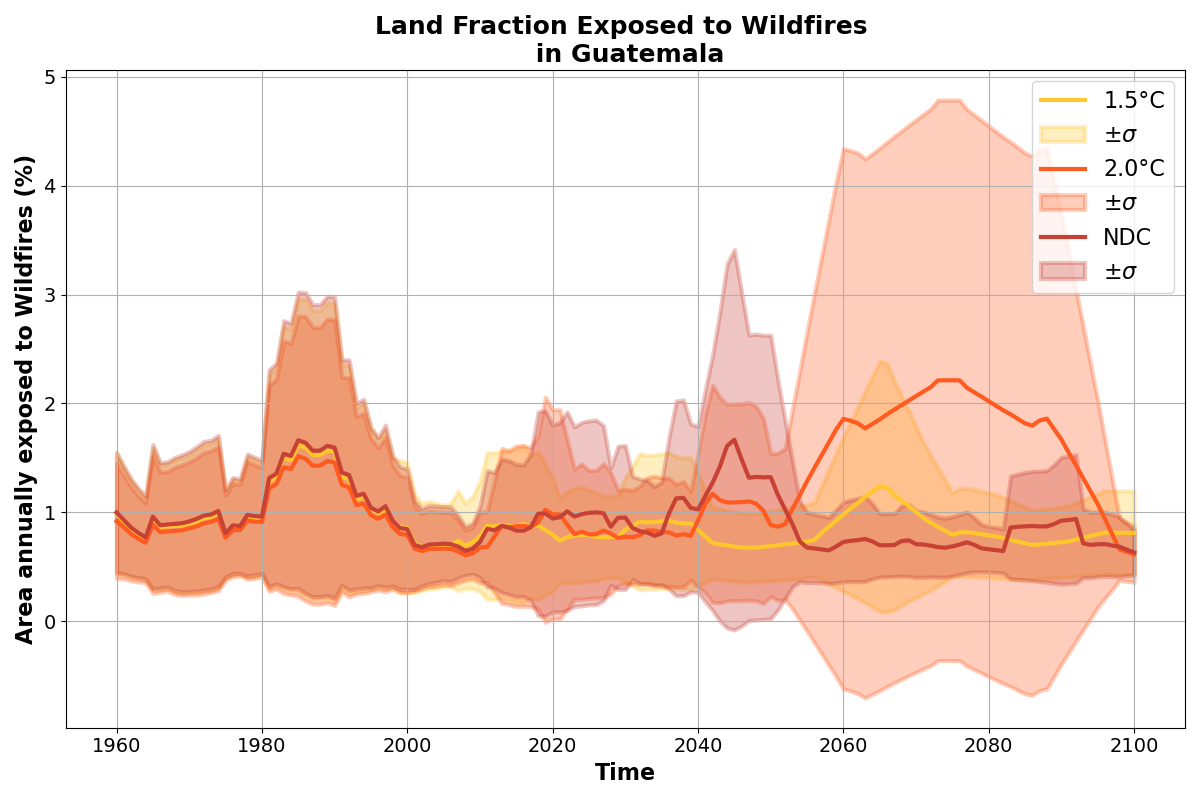 Land Fraction Exposed to Wildfires
in Guatemala
Area annually exposed to Wildfires (%)
5
4
3
2
1
0
1960
1980
2000
2020
2040
2060
2080
2100
Time
1.5°C
±σ
2.0°C
±σ
NDC
±σ